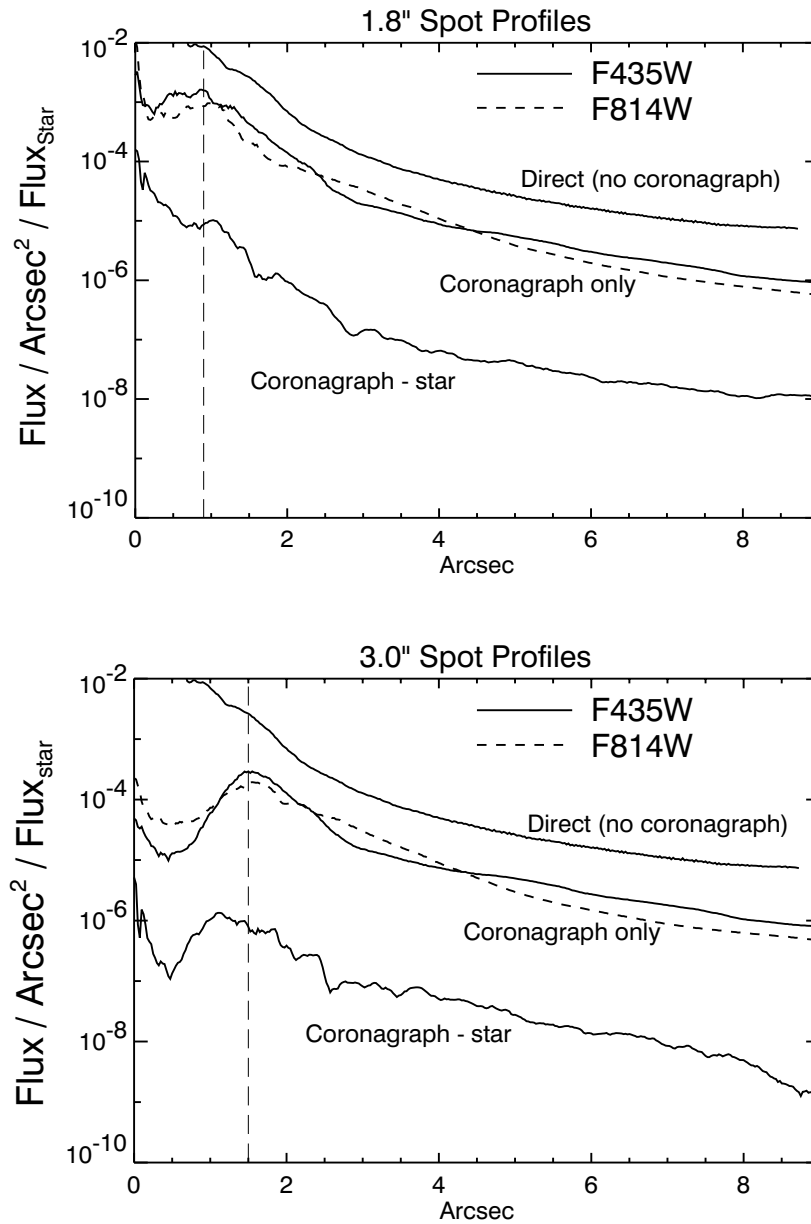 1.8" Spot Profiles
10^-2
10^-4
10^-6
10^-8
10^-10
Flux / Arcsec^2 / Flux_Star
F435W
F814W
Direct (no coronagraph)
Coronagraph only
Coronagraph - star
0 2 4 6 8
Arcsec
3.0" Spot Profiles
10^-2
10^-4
10^-6
10^-8
10^-10
Flux / Arcsec^2 / Flux_star
F435W
F814W
Direct (no coronagraph)
Coronagraph only
Coronagraph - star
0 2 4 6 8
Arcsec